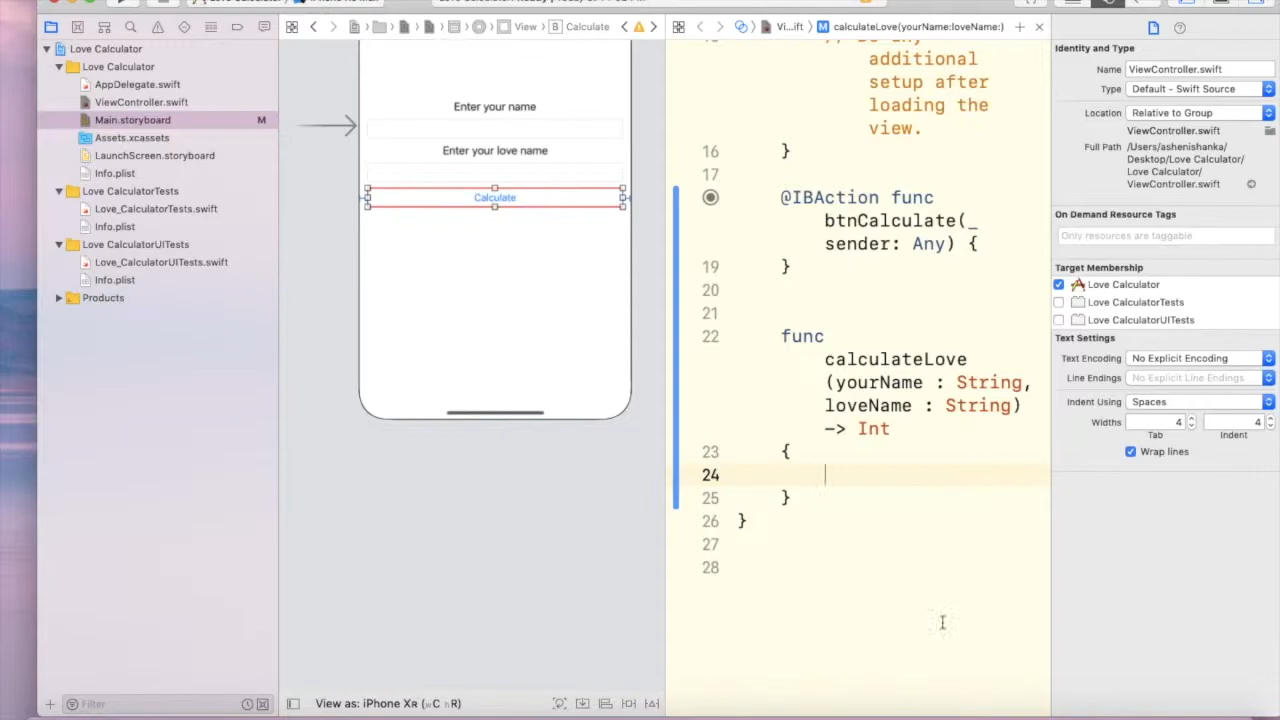 View
Calculate
Vi...ift
calculateLove(yourName:loveName:)
Love Calculator
Love Calculator
AppDelegate.swift
ViewController.swift
Main.storyboard
M
Assets.xcassets
LaunchScreen.storyboard
Info.plist
Love CalculatorTests
Love_CalculatorTests.swift
Info.plist
Love CalculatorUITests
Love_CalculatorUITests.swift
Info.plist
Products
Filter
Enter your name
Enter your love name
Calculate
View as: iPhone XR (wC hR)
additional
setup after
loading the
view.
16 }
17
@IBAction func
btnCalculate(_
sender: Any) {
19 }
20
21
22 func
calculateLove
(yourName : String,
loveName : String)
-> Int
23 {
24
25 }
26 }
27
28
Identity and Type
Name ViewController.swift
Type Default - Swift Source
Location Relative to Group
ViewController.swift
Full Path /Users/ashenishanka/
Desktop/Love Calculator/
Love Calculator/
ViewController.swift
On Demand Resource Tags
Only resources are taggable
Target Membership
Love Calculator
Love CalculatorTests
Love CalculatorUITests
Text Settings
Text Encoding No Explicit Encoding
Line Endings No Explicit Line Endings
Indent Using Spaces
Widths 4 4
Tab Indent
Wrap lines